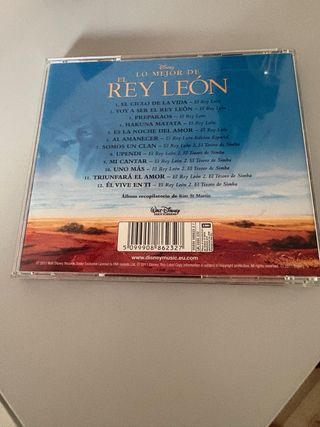 Disney
LO MEJOR DE
EL
REY LEÓN
1. EL CICLO DE LA VIDA – El Rey León
2. VOY A SER EL REY LEÓN – El Rey León
3. PREPARAOS – El Rey León
4. HAKUNA MATATA – El Rey León
5. ES LA NOCHE DEL AMOR – El Rey León
6. AL AMANECER – El Rey León Edición Especial
7. SOMOS UN CLAN – El Rey León 2. El Tesoro de Simba
8. UPENDI – El Rey León 2. El Tesoro de Simba
9. MI CANTAR – El Rey León 2. El Tesoro de Simba
10. UNO MÁS – El Rey León 2. El Tesoro de Simba
11. TRIUNFARÁ EL AMOR – El Rey León 2. El Tesoro de Simba
12. ÉL VIVE EN TI – El Rey León 2. El Tesoro de Simba
Álbum recopilatorio de Kim St Martin
WALT DISNEY
RECORDS
EMI
5 099908 862327
www.disneymusic.eu.com